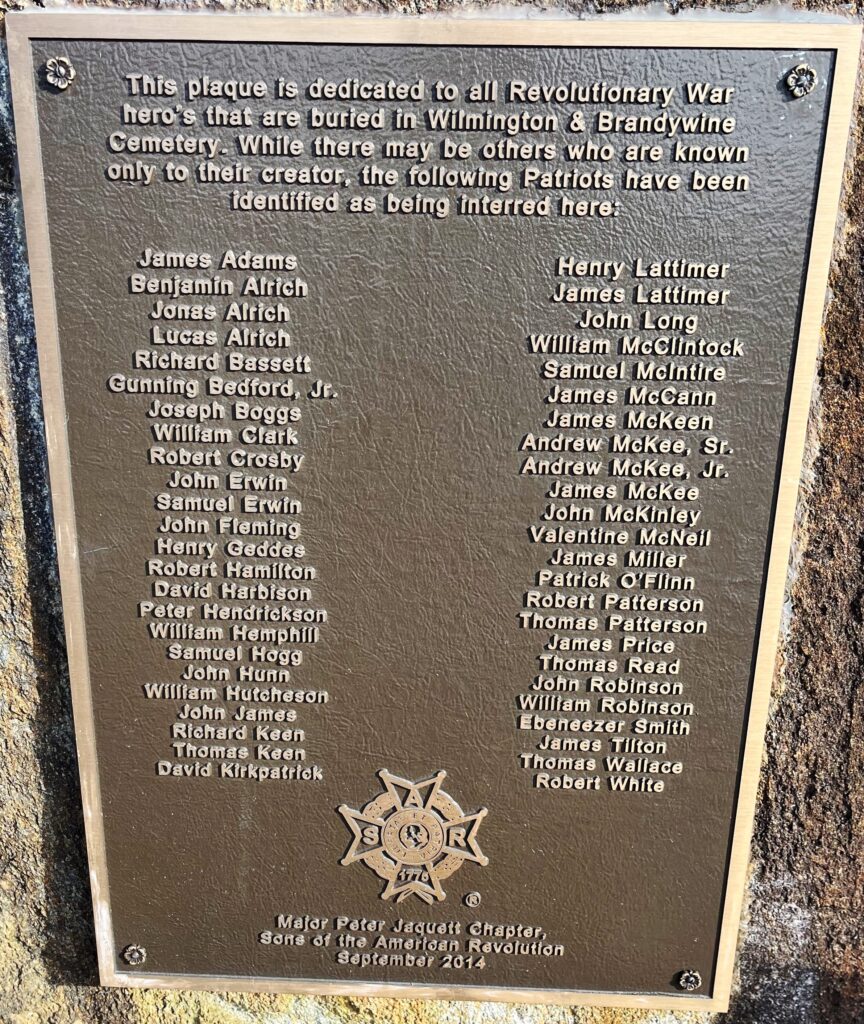 This plaque is dedicated to all Revolutionary War
hero's that are buried in Wilmington & Brandywine
Cemetery. While there may be others who are known
only to their creator, the following Patriots have been
identified as being interred here:
James Adams
Benjamin Alrich
Jonas Alrich
Lucas Alrich
Richard Bassett
Gunning Bedford, Jr.
Joseph Boggs
William Clark
Robert Crosby
John Erwin
Samuel Erwin
John Fleming
Henry Geddes
Robert Hamilton
David Harbison
Peter Hendrickson
William Hemphill
Samuel Hogg
John Hunn
William Hutcheson
John James
Richard Keen
Thomas Keen
David Kirkpatrick
Henry Lattimer
James Lattimer
John Long
William McClintock
Samuel McIntire
James McCann
James McKeen
Andrew McKee, Sr.
Andrew McKee, Jr.
James McKee
John McKinley
Valentine McNeil
James Miller
Patrick O'Flinn
Robert Patterson
Thomas Patterson
James Price
Thomas Read
John Robinson
William Robinson
Ebeneezer Smith
James Tilton
Thomas Wallace
Robert White
A
S R
1776
®
Major Peter Jaquett Chapter,
Sons of the American Revolution
September 2014